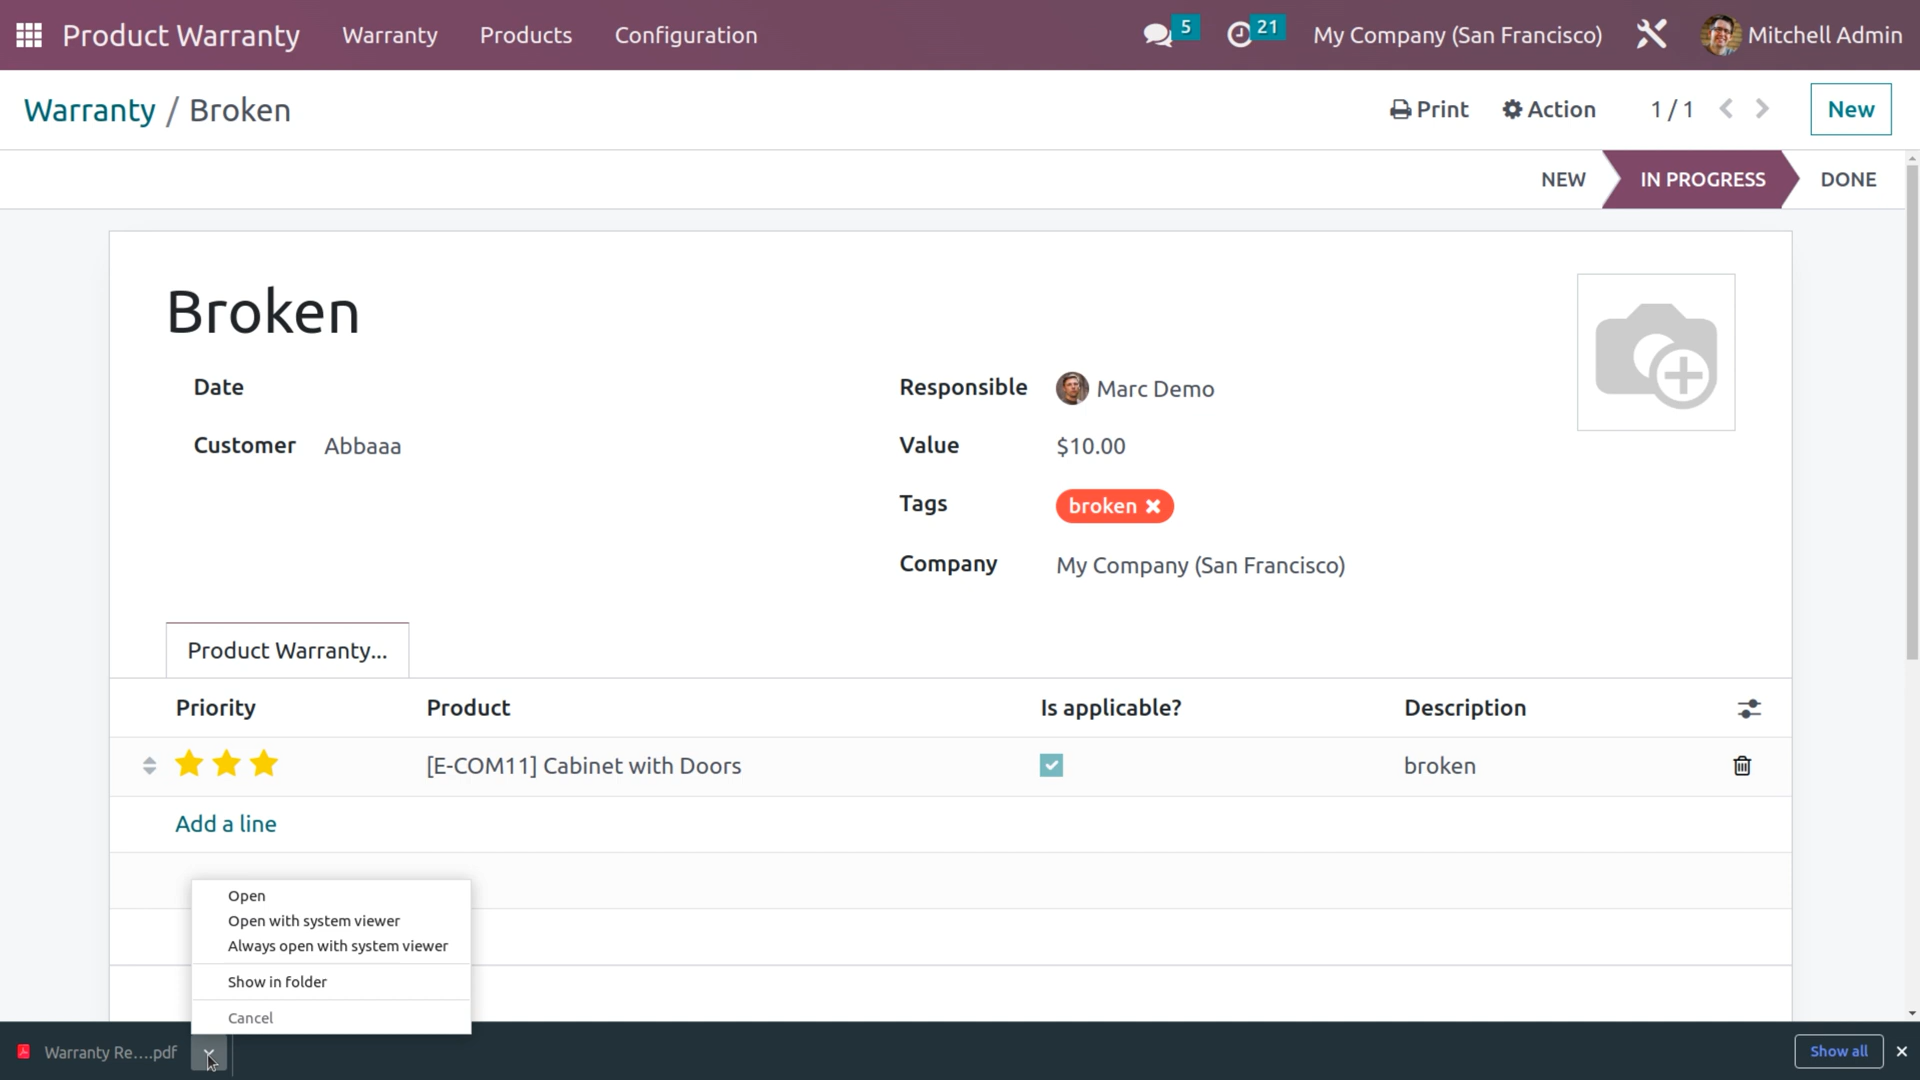 Product Warranty Warranty Products Configuration 5 21 My Company (San Francisco) Mitchell Admin
Warranty / Broken Print Action 1 / 1 New
NEW IN PROGRESS DONE
Broken
Date
Customer Abbaaa
Responsible Marc Demo
Value $10.00
Tags broken
Company My Company (San Francisco)
Product Warranty...
Priority Product Is applicable? Description
[E-COM11] Cabinet with Doors broken
Add a line
Open
Open with system viewer
Always open with system viewer
Show in folder
Cancel
Warranty Re....pdf Show all